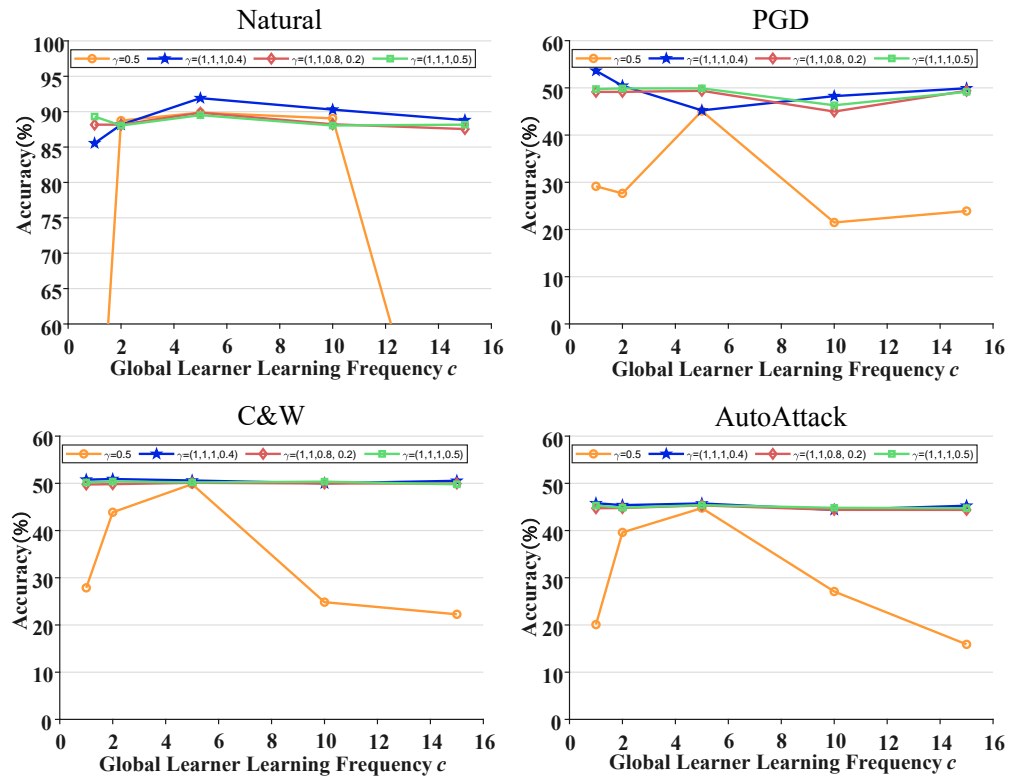 Natural
γ=0.5 γ=(1,1,1,0.4) γ=(1,1,0.8, 0.2) γ=(1,1,1,0.5)
100
95
90
85
80
75
70
65
60
0 2 4 6 8 10 12 14 16
Accuracy(%)
Global Learner Learning Frequency c
PGD
γ=0.5 γ=(1,1,1,0.4) γ=(1,1,0.8, 0.2) γ=(1,1,1,0.5)
60
50
40
30
20
10
0
0 2 4 6 8 10 12 14 16
Accuracy(%)
Global Learner Learning Frequency c
C&W
γ=0.5 γ=(1,1,1,0.4) γ=(1,1,0.8, 0.2) γ=(1,1,1,0.5)
60
50
40
30
20
10
0
0 2 4 6 8 10 12 14 16
Accuracy(%)
Global Learner Learning Frequency c
AutoAttack
γ=0.5 γ=(1,1,1,0.4) γ=(1,1,0.8, 0.2) γ=(1,1,1,0.5)
60
50
40
30
20
10
0
0 2 4 6 8 10 12 14 16
Accuracy(%)
Global Learner Learning Frequency c